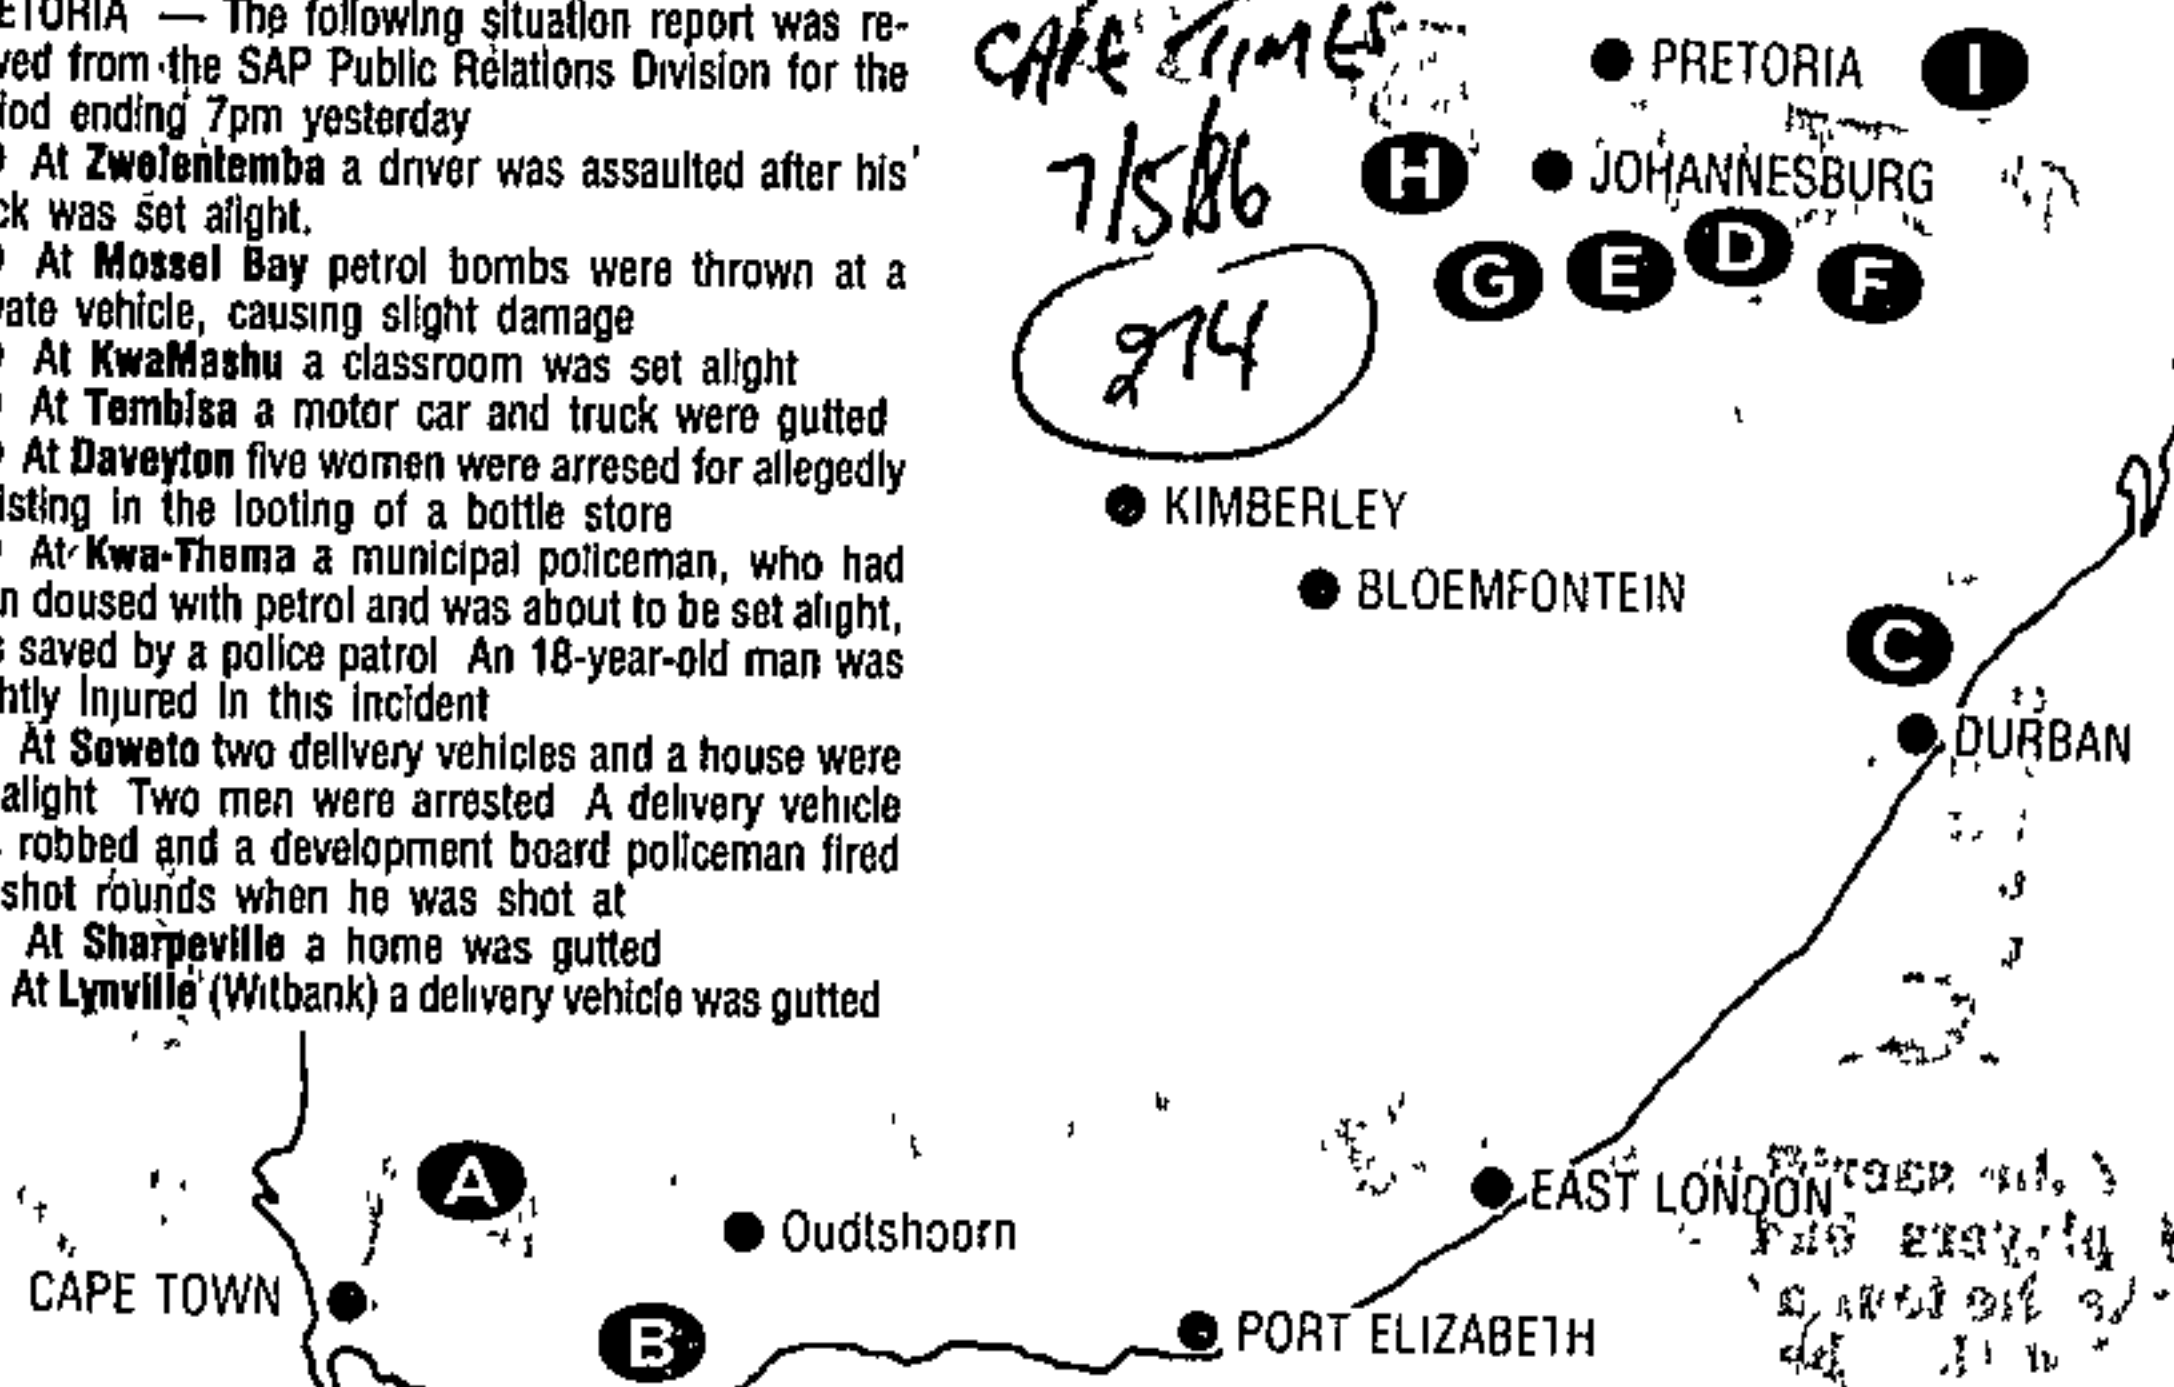 ETORIA — The following situation report was re-
ved from the SAP Public Relations Division for the
iod ending 7pm yesterday
At Zwelentemba a driver was assaulted after his
ck was set alight.
At Mossel Bay petrol bombs were thrown at a
vate vehicle, causing slight damage
At KwaMashu a classroom was set alight
At Tembisa a motor car and truck were gutted
At Daveyton five women were arresed for allegedly
isting in the looting of a bottle store
At Kwa-Thema a municipal policeman, who had
n doused with petrol and was about to be set alight,
s saved by a police patrol An 18-year-old man was
htly injured in this incident
At Soweto two delivery vehicles and a house were
alight Two men were arrested A delivery vehicle
robbed and a development board policeman fired
shot rounds when he was shot at
At Sharpeville a home was gutted
At Lynville (Witbank) a delivery vehicle was gutted
CAPE TIMES
7/5/86
274
PRETORIA I
H JOHANNESBURG
G E D F
KIMBERLEY
BLOEMFONTEIN
C
DURBAN
A
Oudtshoorn
EAST LONDON
CAPE TOWN
B
PORT ELIZABETH